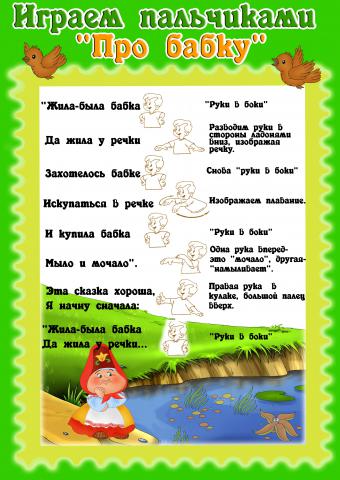 Играем пальчиками
"Про бабку"
"Жила-была бабка
"Руки в боки"
Да жила у речки
Разводим руки в
стороны ладонями
вниз, изображая
речку.
Захотелось бабке
Снова "руки в боки"
Искупаться в речке
Изображаем плавание.
И купила бабка
"Руки в боки"
Мыло и мочало".
Одна рука вперед-
это "мочало", другая-
"намыливает".
Эта сказка хороша,
Я начну сначала:
Правая рука в
кулаке, большой палец
вверх.
"Жила-была бабка
Да жила у речки...
"Руки в боки"